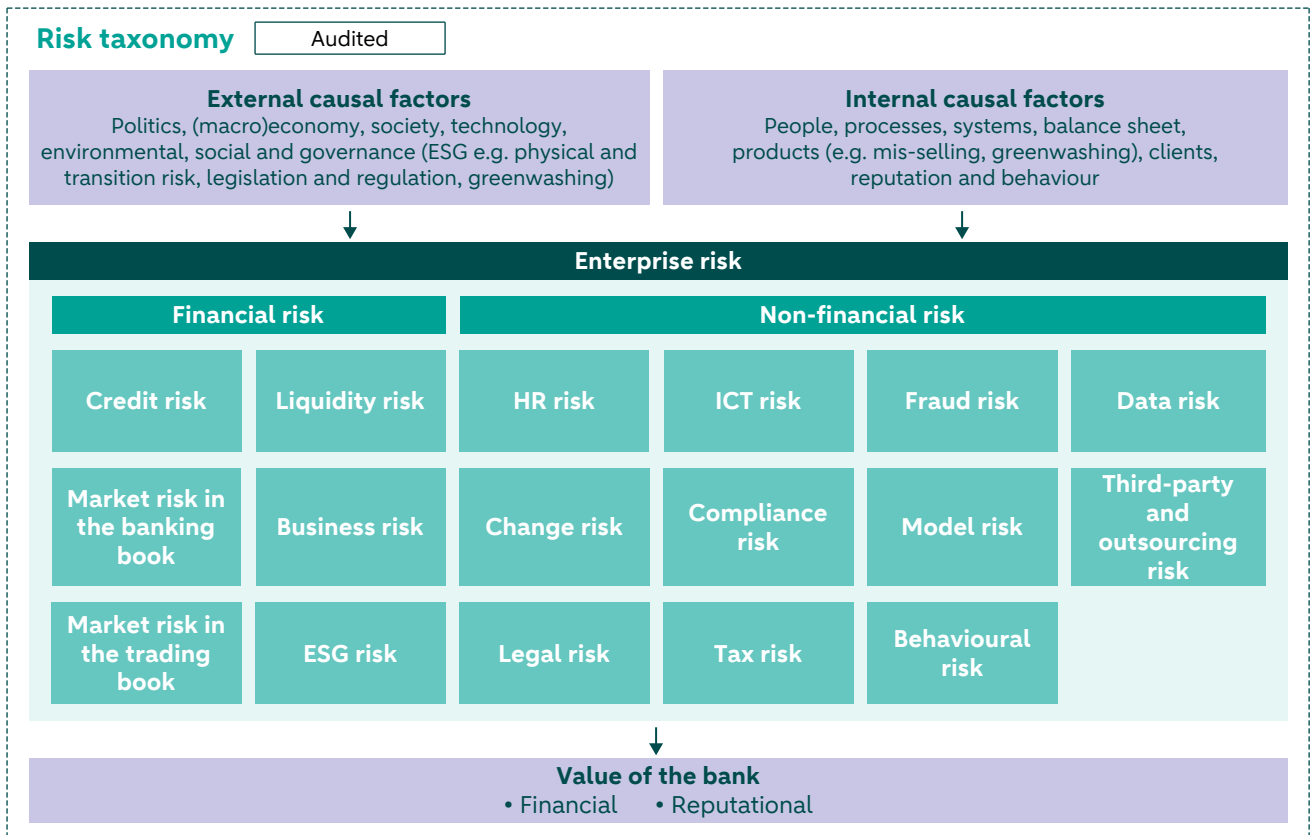 Risk taxonomy
Audited
External causal factors
Politics, (macro)economy, society, technology,
environmental, social and governance (ESG e.g. physical and
transition risk, legislation and regulation, greenwashing)
Internal causal factors
People, processes, systems, balance sheet,
products (e.g. mis-selling, greenwashing), clients,
reputation and behaviour
Enterprise risk
Financial risk
Non-financial risk
Credit risk
Liquidity risk
HR risk
ICT risk
Fraud risk
Data risk
Market risk in
the banking
book
Business risk
Change risk
Compliance
risk
Model risk
Third-party
and
outsourcing
risk
Market risk in
the trading
book
ESG risk
Legal risk
Tax risk
Behavioural
risk
Value of the bank
• Financial • Reputational